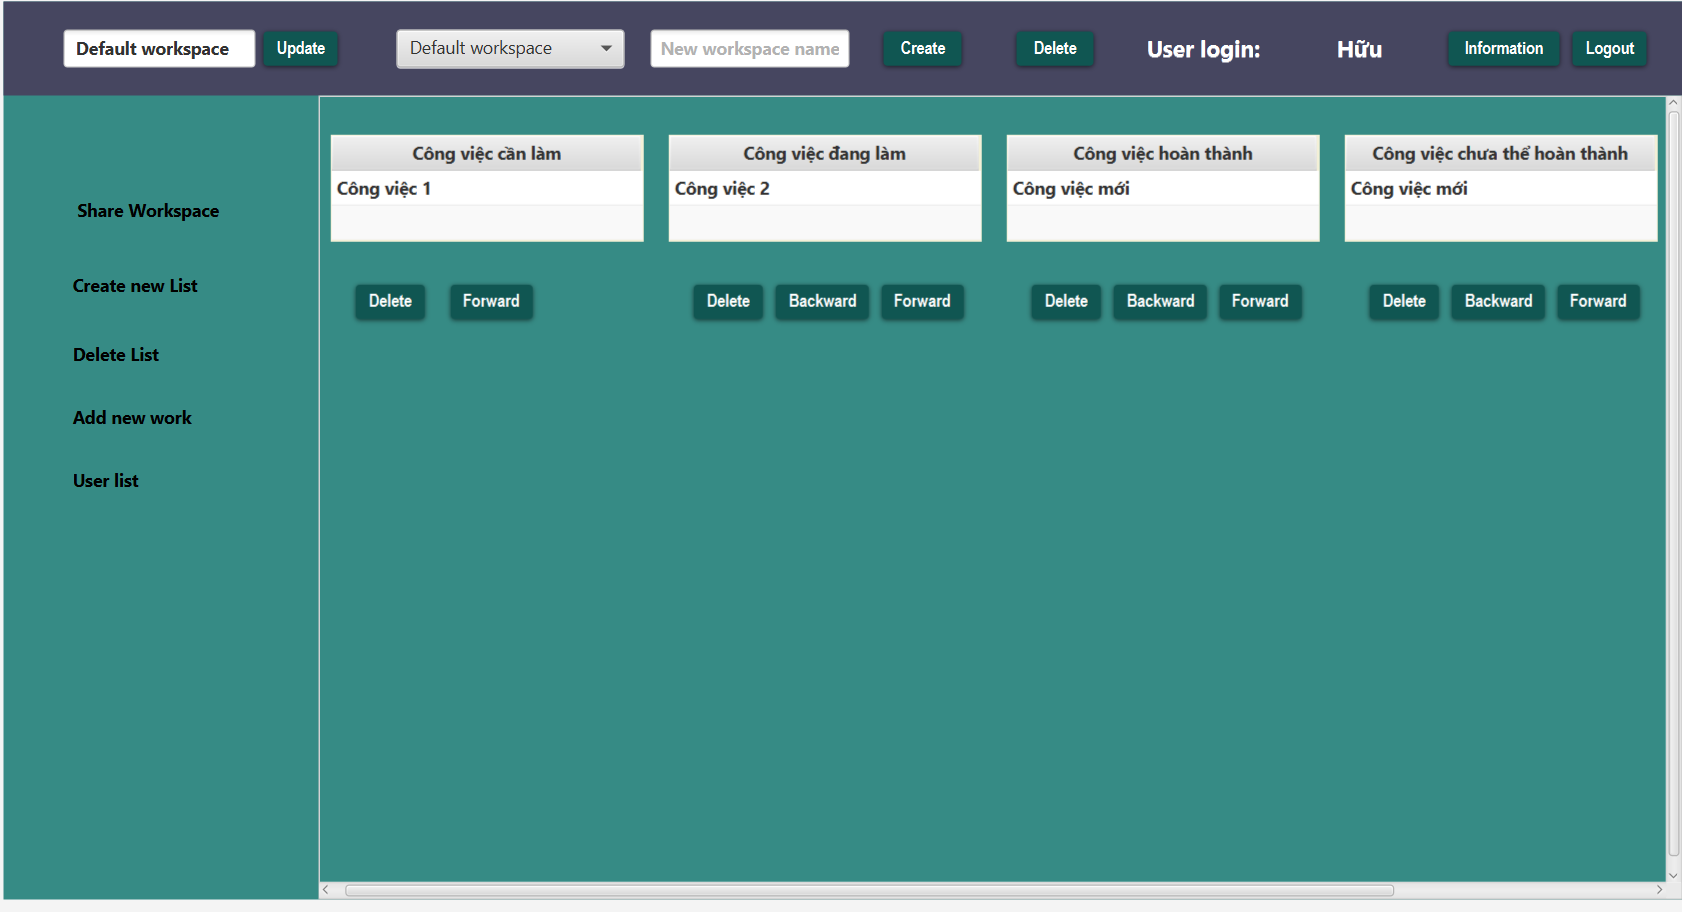 Default workspace Update Default workspace New workspace name Create Delete User login: Hữu Information Logout
Share Workspace
Create new List
Delete List
Add new work
User list
Công việc cần làm
Công việc 1
Delete Forward
Công việc đang làm
Công việc 2
Delete Backward Forward
Công việc hoàn thành
Công việc mới
Delete Backward Forward
Công việc chưa thể hoàn thành
Công việc mới
Delete Backward Forward